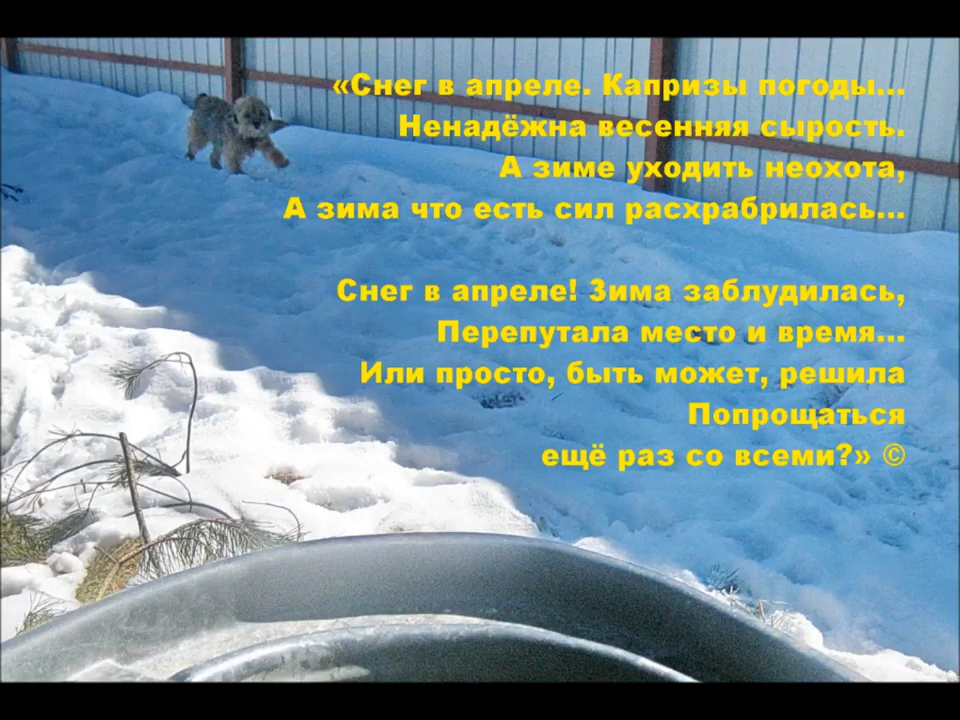 «Снег в апреле. Капризы погоды...
Ненадёжна весенняя сырость.
А зиме уходить неохота,
А зима что есть сил расхрабрилась...
Снег в апреле! Зима заблудилась,
Перепутала место и время...
Или просто, быть может, решила
Попрощаться
ещё раз со всеми?» ©